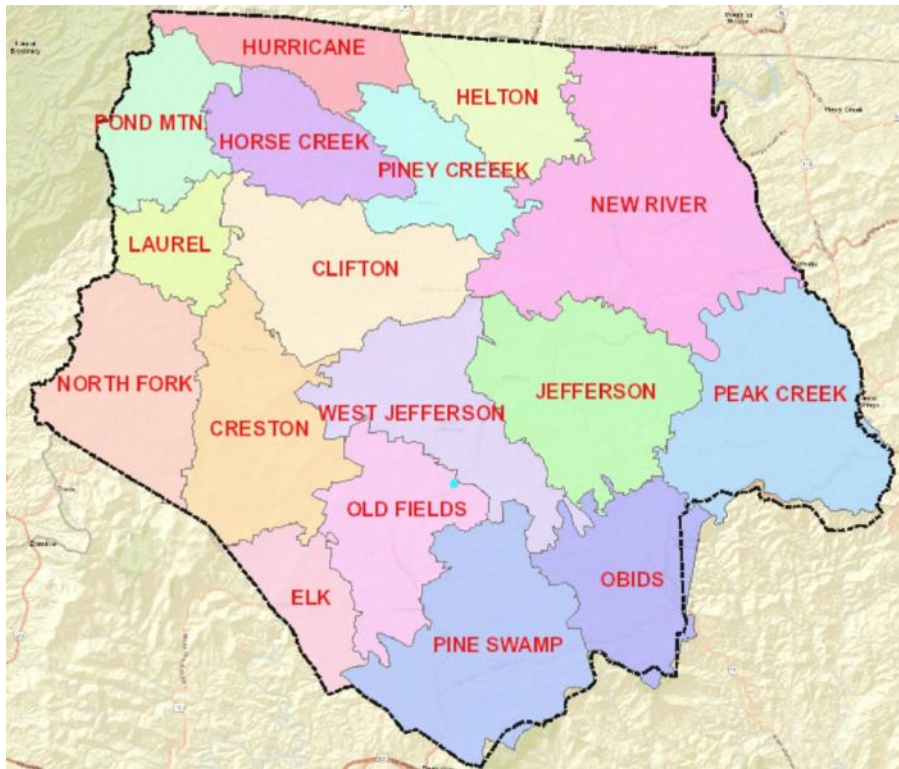 HURRICANE
HELTON
POND MTN.
HORSE CREEK
PINEY CREEEK
NEW RIVER
LAUREL
CLIFTON
NORTH FORK
CRESTON
WEST JEFFERSON
JEFFERSON
PEAK CREEK
OLD FIELDS
ELK
OBIDS
PINE SWAMP